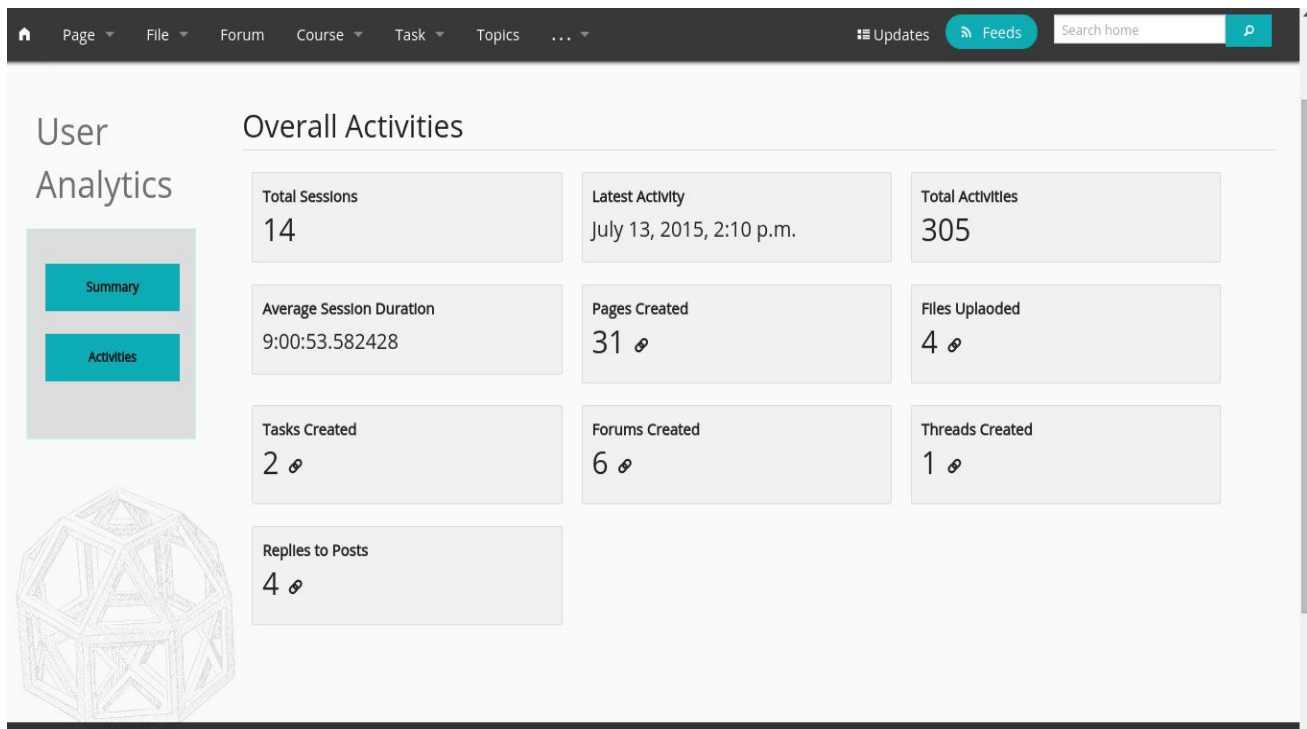 Page File Forum Course Task Topics ... Updates Feeds Search home
User
Analytics
Summary
Activities
Overall Activities
Total Sessions
14
Latest Activity
July 13, 2015, 2:10 p.m.
Total Activities
305
Average Session Duration
9:00:53.582428
Pages Created
31
Files Uplaoded
4
Tasks Created
2
Forums Created
6
Threads Created
1
Replies to Posts
4